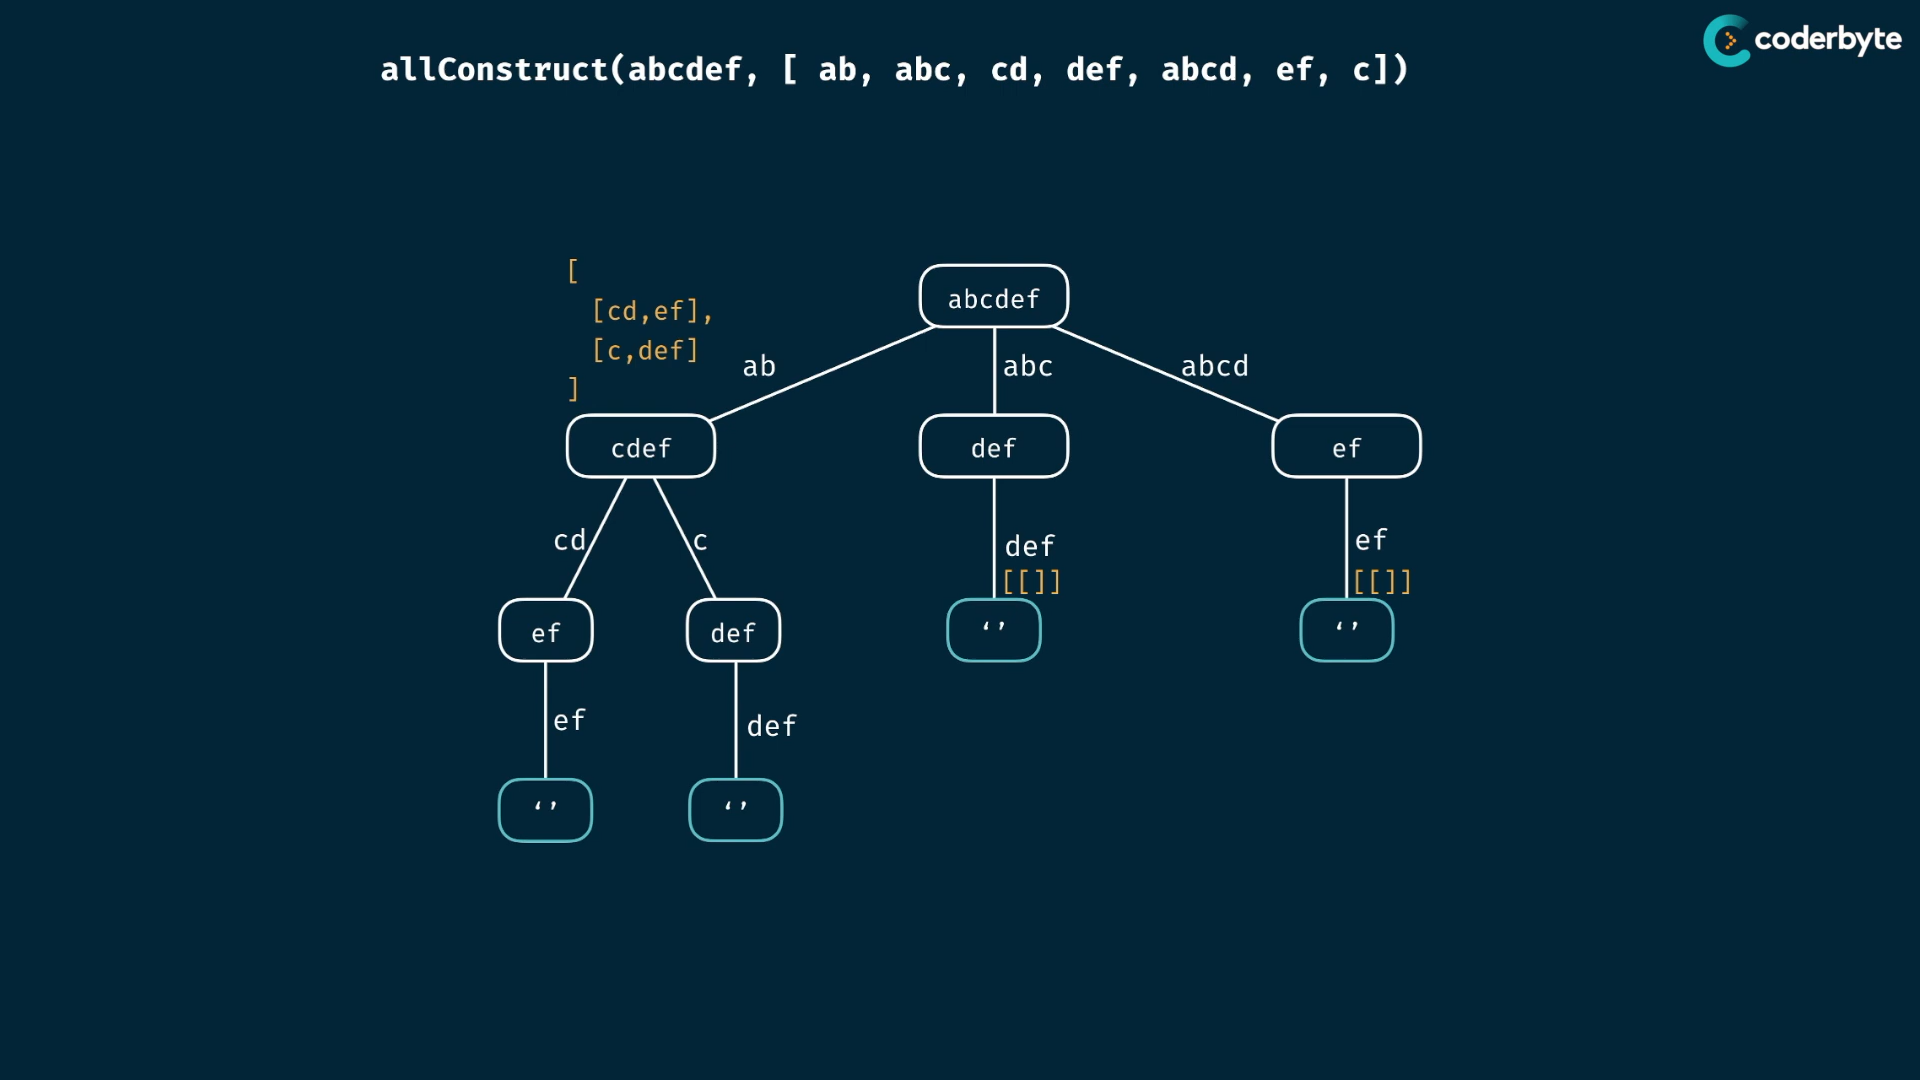 coderbyte
allConstruct(abcdef, [ ab, abc, cd, def, abcd, ef, c])
[
[cd,ef],
[c,def]
]
abcdef
ab
abc
abcd
cdef
def
ef
cd
c
def
ef
[[]]
[[]]
ef
def
‘’
‘’
ef
def
‘’
‘’